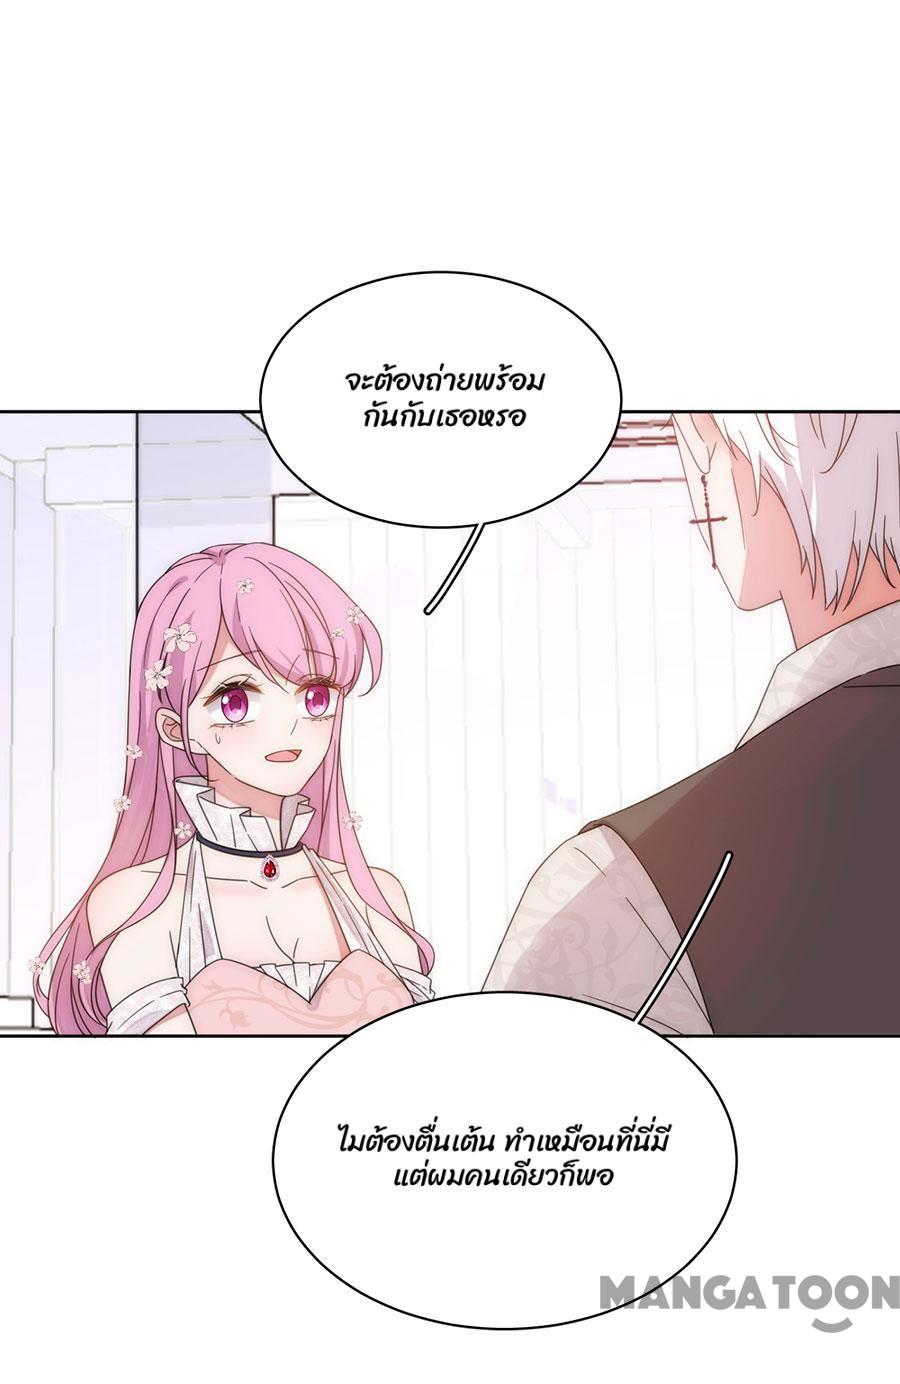 จะต้องถ่ายพร้อม
กันกับเธอหรอ
ไมต้องตื่นเต้น ทำเหมือนที่นี่มี
แต่ผมคนเดียวก็พอ
MANGATOON